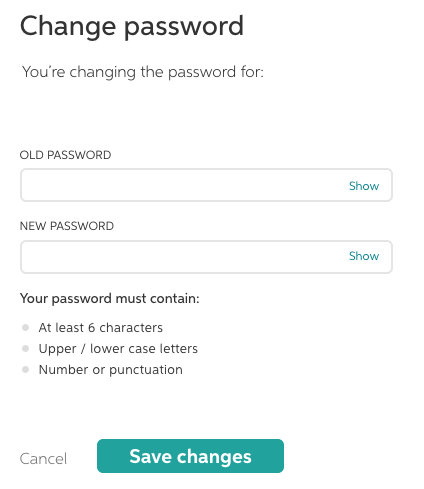 Change password
You're changing the password for:
OLD PASSWORD
Show
NEW PASSWORD
Show
Your password must contain:
At least 6 characters
Upper / lower case letters
Number or punctuation
Cancel
Save changes